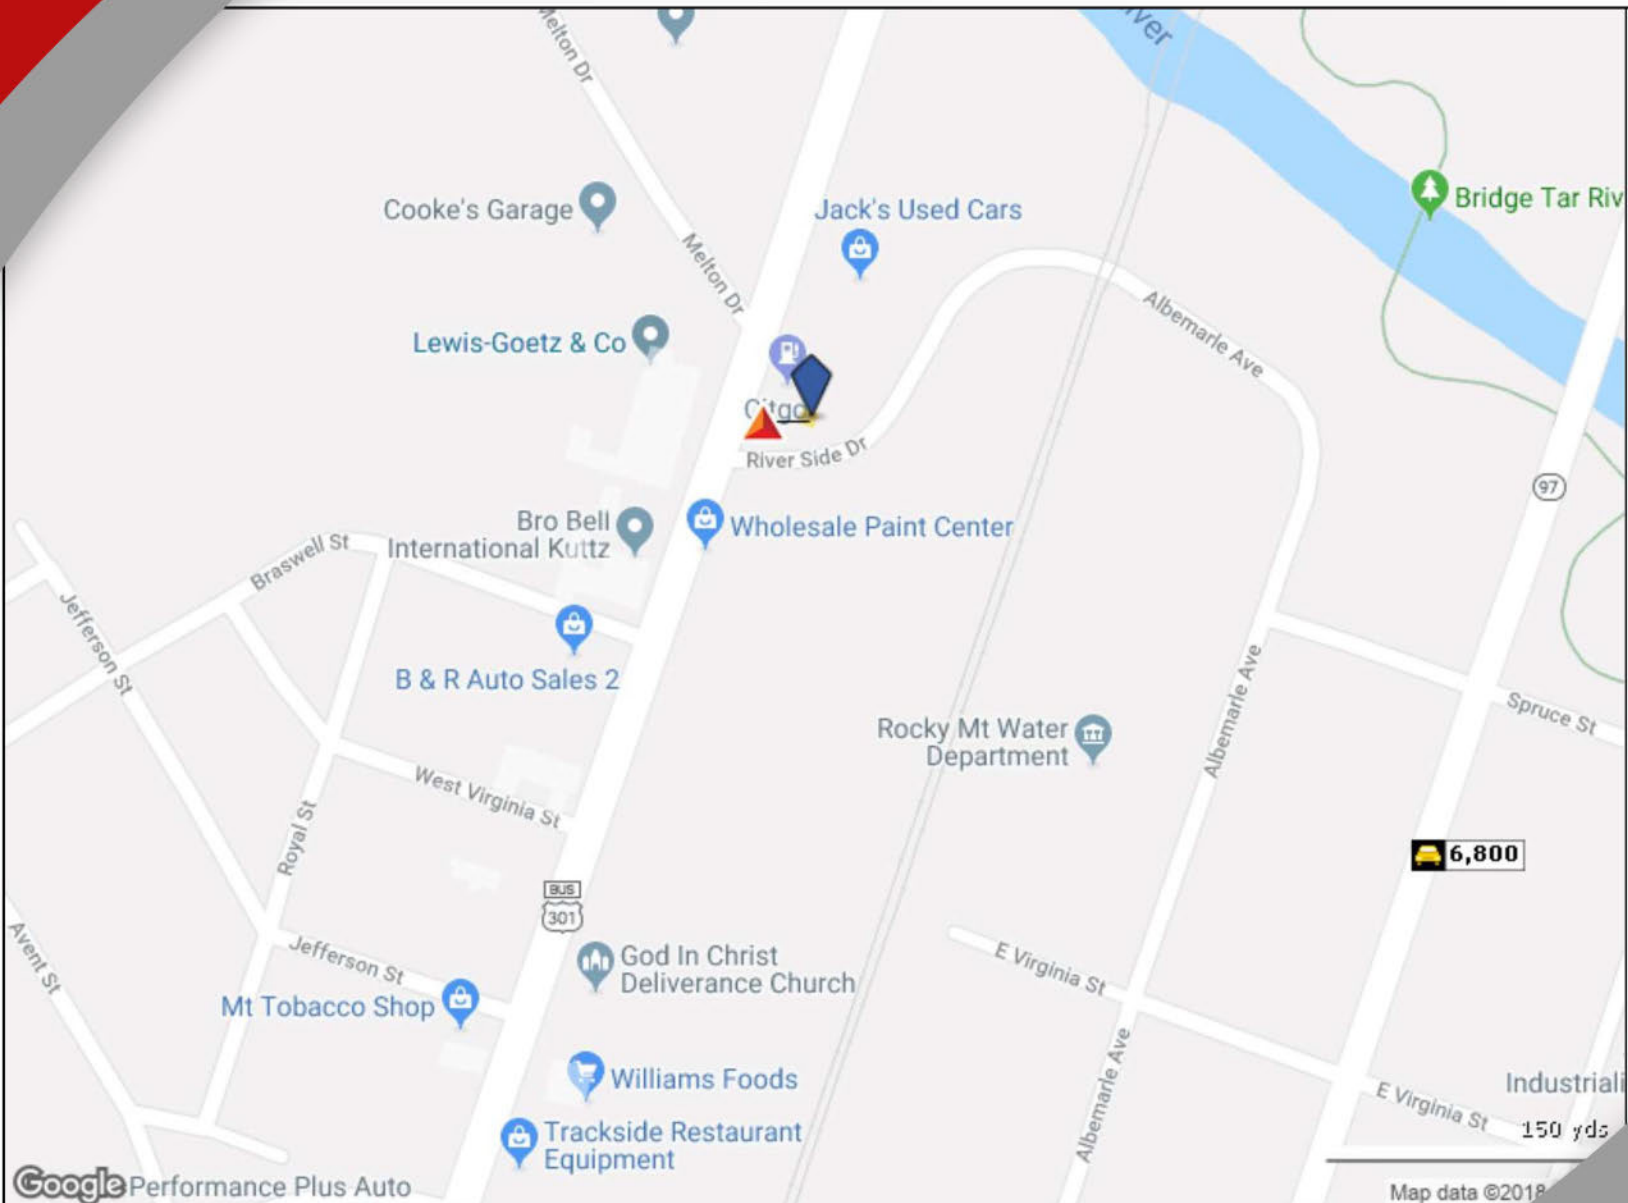 Melton Dr
River
Cooke's Garage
Jack's Used Cars
Bridge Tar Riv
Melton Dr
Albemarle Ave
Lewis-Goetz & Co
Citgo
River Side Dr
97
Bro Bell
International Kuttz
Wholesale Paint Center
Braswell St
Jefferson St
B & R Auto Sales 2
Albemarle Ave
Spruce St
Rocky Mt Water
Department
West Virginia St
Royal St
6,800
BUS
301
Avent St
Jefferson St
God In Christ
Deliverance Church
E Virginia St
Mt Tobacco Shop
Williams Foods
Albemarle Ave
Industriali
E Virginia St
150 yds
Trackside Restaurant
Equipment
Google
Performance Plus Auto
Map data ©2018